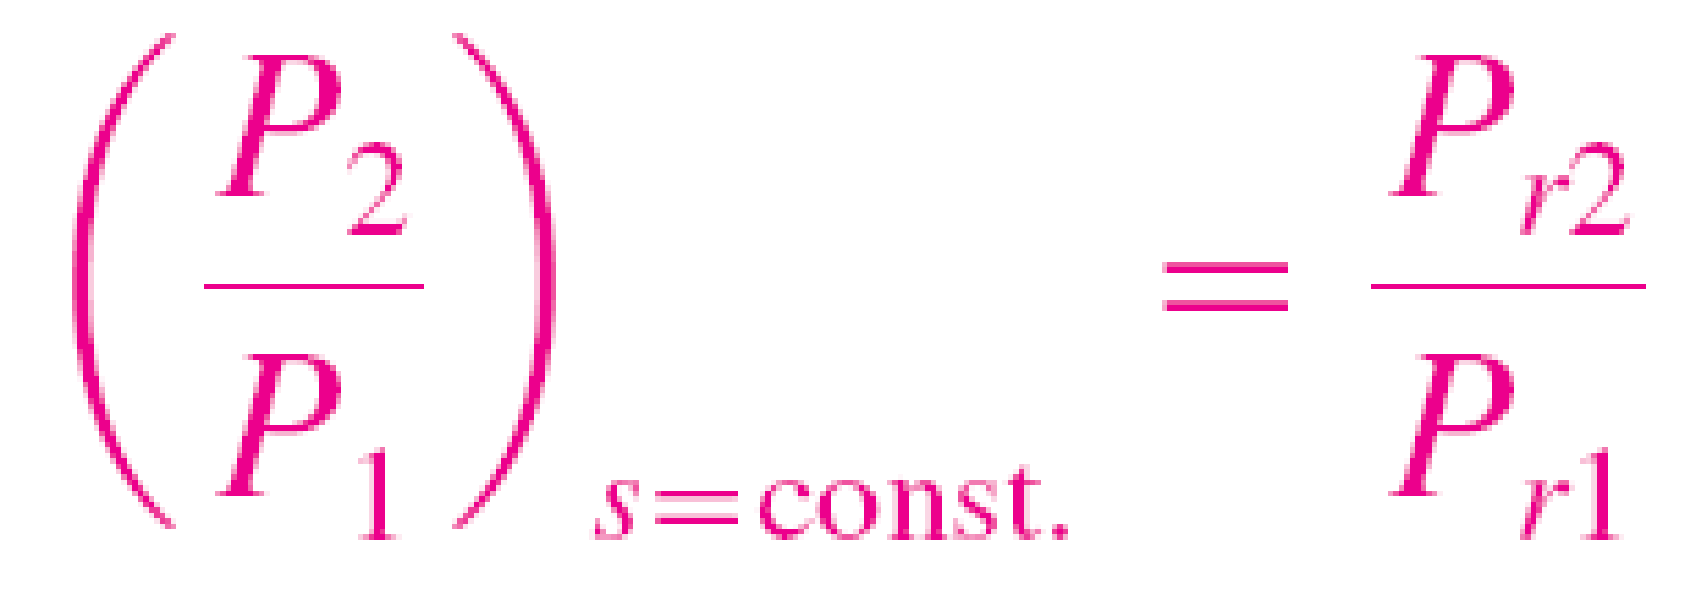 (P₂/P₁)ₛ₌const. = Pᵣ₂/Pᵣ₁